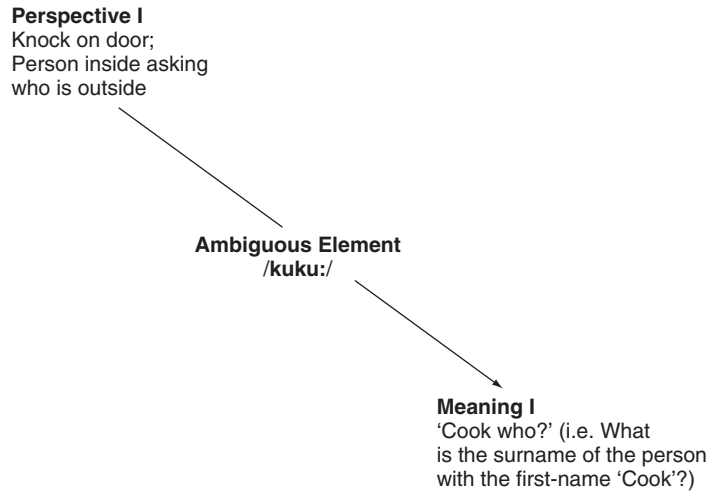 Perspective I
Knock on door;
Person inside asking
who is outside
Ambiguous Element
/kuku:/
Meaning I
‘Cook who?’ (i.e. What
is the surname of the person
with the first-name ‘Cook’?)